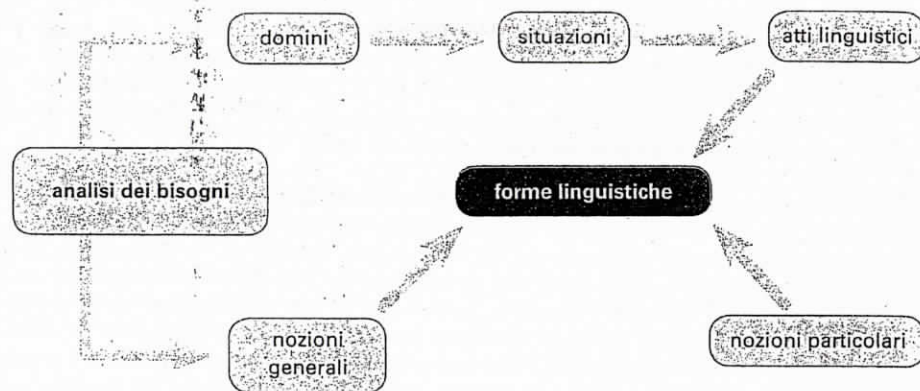 domini
situazioni
atti linguistici
analisi dei bisogni
forme linguistiche
nozioni
generali
nozioni particolari